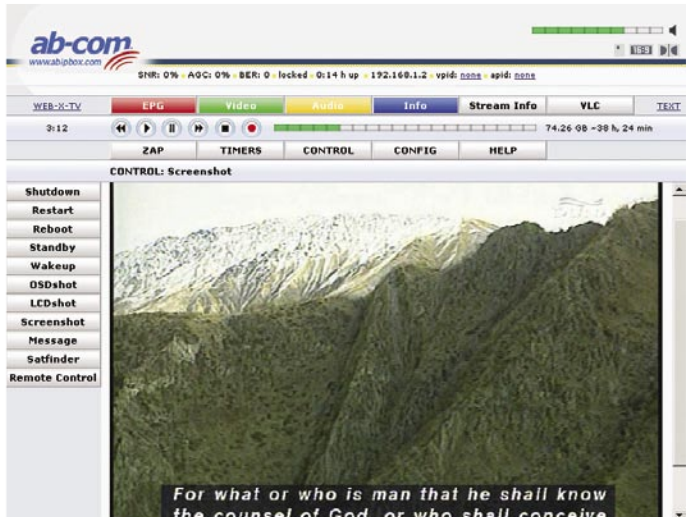 ab-com
www.abipbox.com
SNR: 0% AGC: 0% BER: 0 locked 0:14 h up 192.168.1.2 vpid: none apid: none
WEB-X-TV EPG Video Audio Info Stream Info VLC TEXT
3:12 74.26 GB ~38 h, 24 min
ZAP TIMERS CONTROL CONFIG HELP
CONTROL: Screenshot
Shutdown
Restart
Reboot
Standby
Wakeup
OSDshot
LCDshot
Screenshot
Message
Satfinder
Remote Control
For what or who is man that he shall know
the counsel of God, or who shall conceive